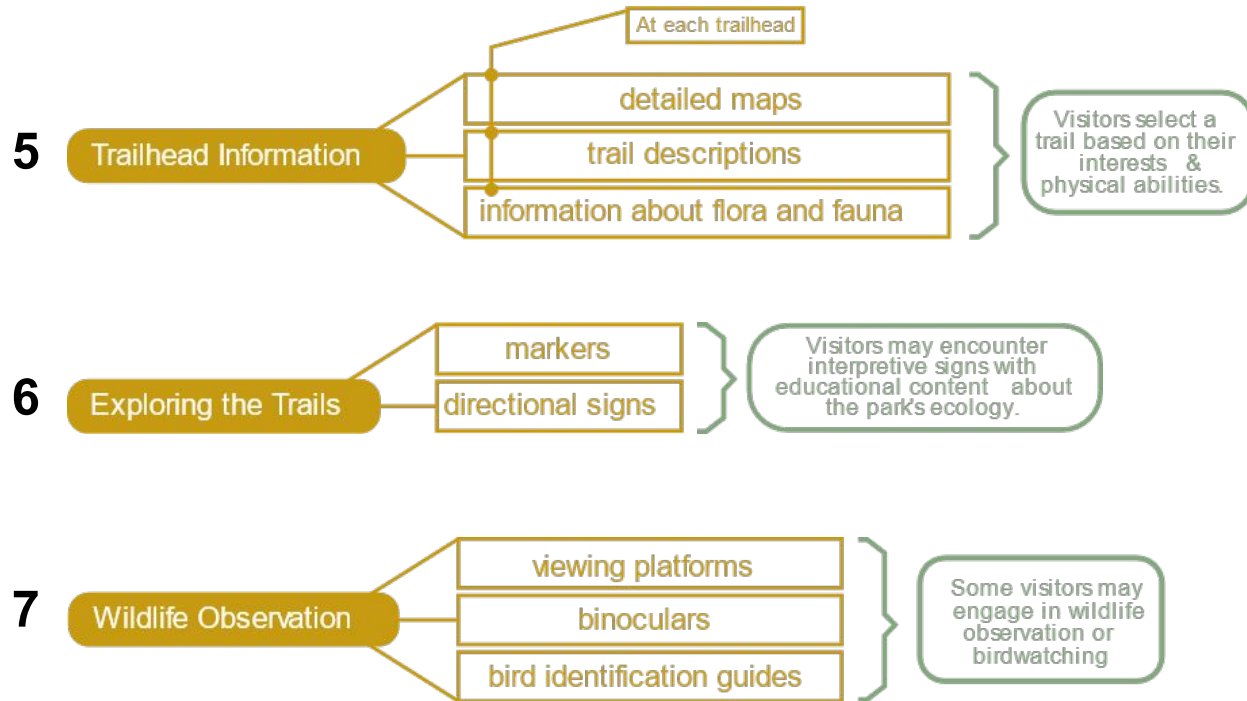 At each trailhead
5
Trailhead Information
detailed maps
trail descriptions
information about flora and fauna
Visitors select a
trail based on their
interests &
physical abilities.
6
Exploring the Trails
markers
directional signs
Visitors may encounter
interpretive signs with
educational content about
the park's ecology.
7
Wildlife Observation
viewing platforms
binoculars
bird identification guides
Some visitors may
engage in wildlife
observation or
birdwatching